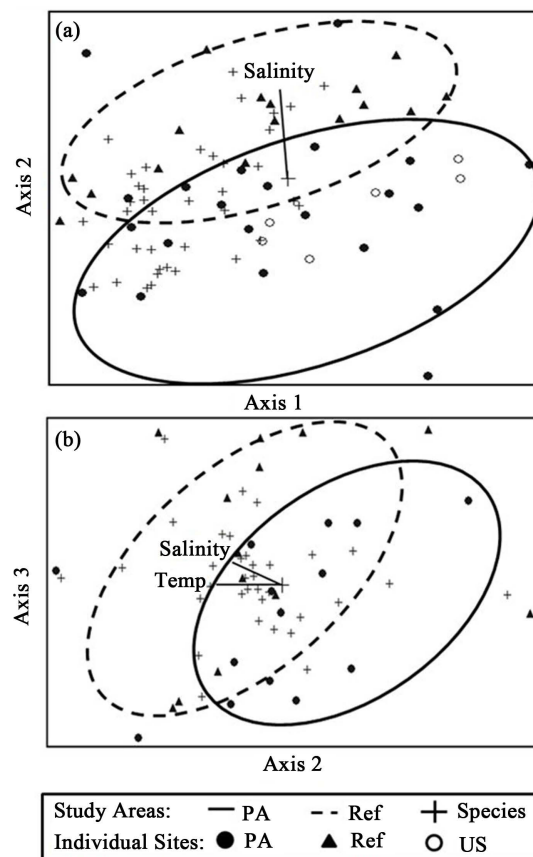 (a)
Salinity
Axis 2
Axis 1
(b)
Salinity
Temp
Axis 3
Axis 2
Study Areas: PA Ref Species
Individual Sites: PA Ref US